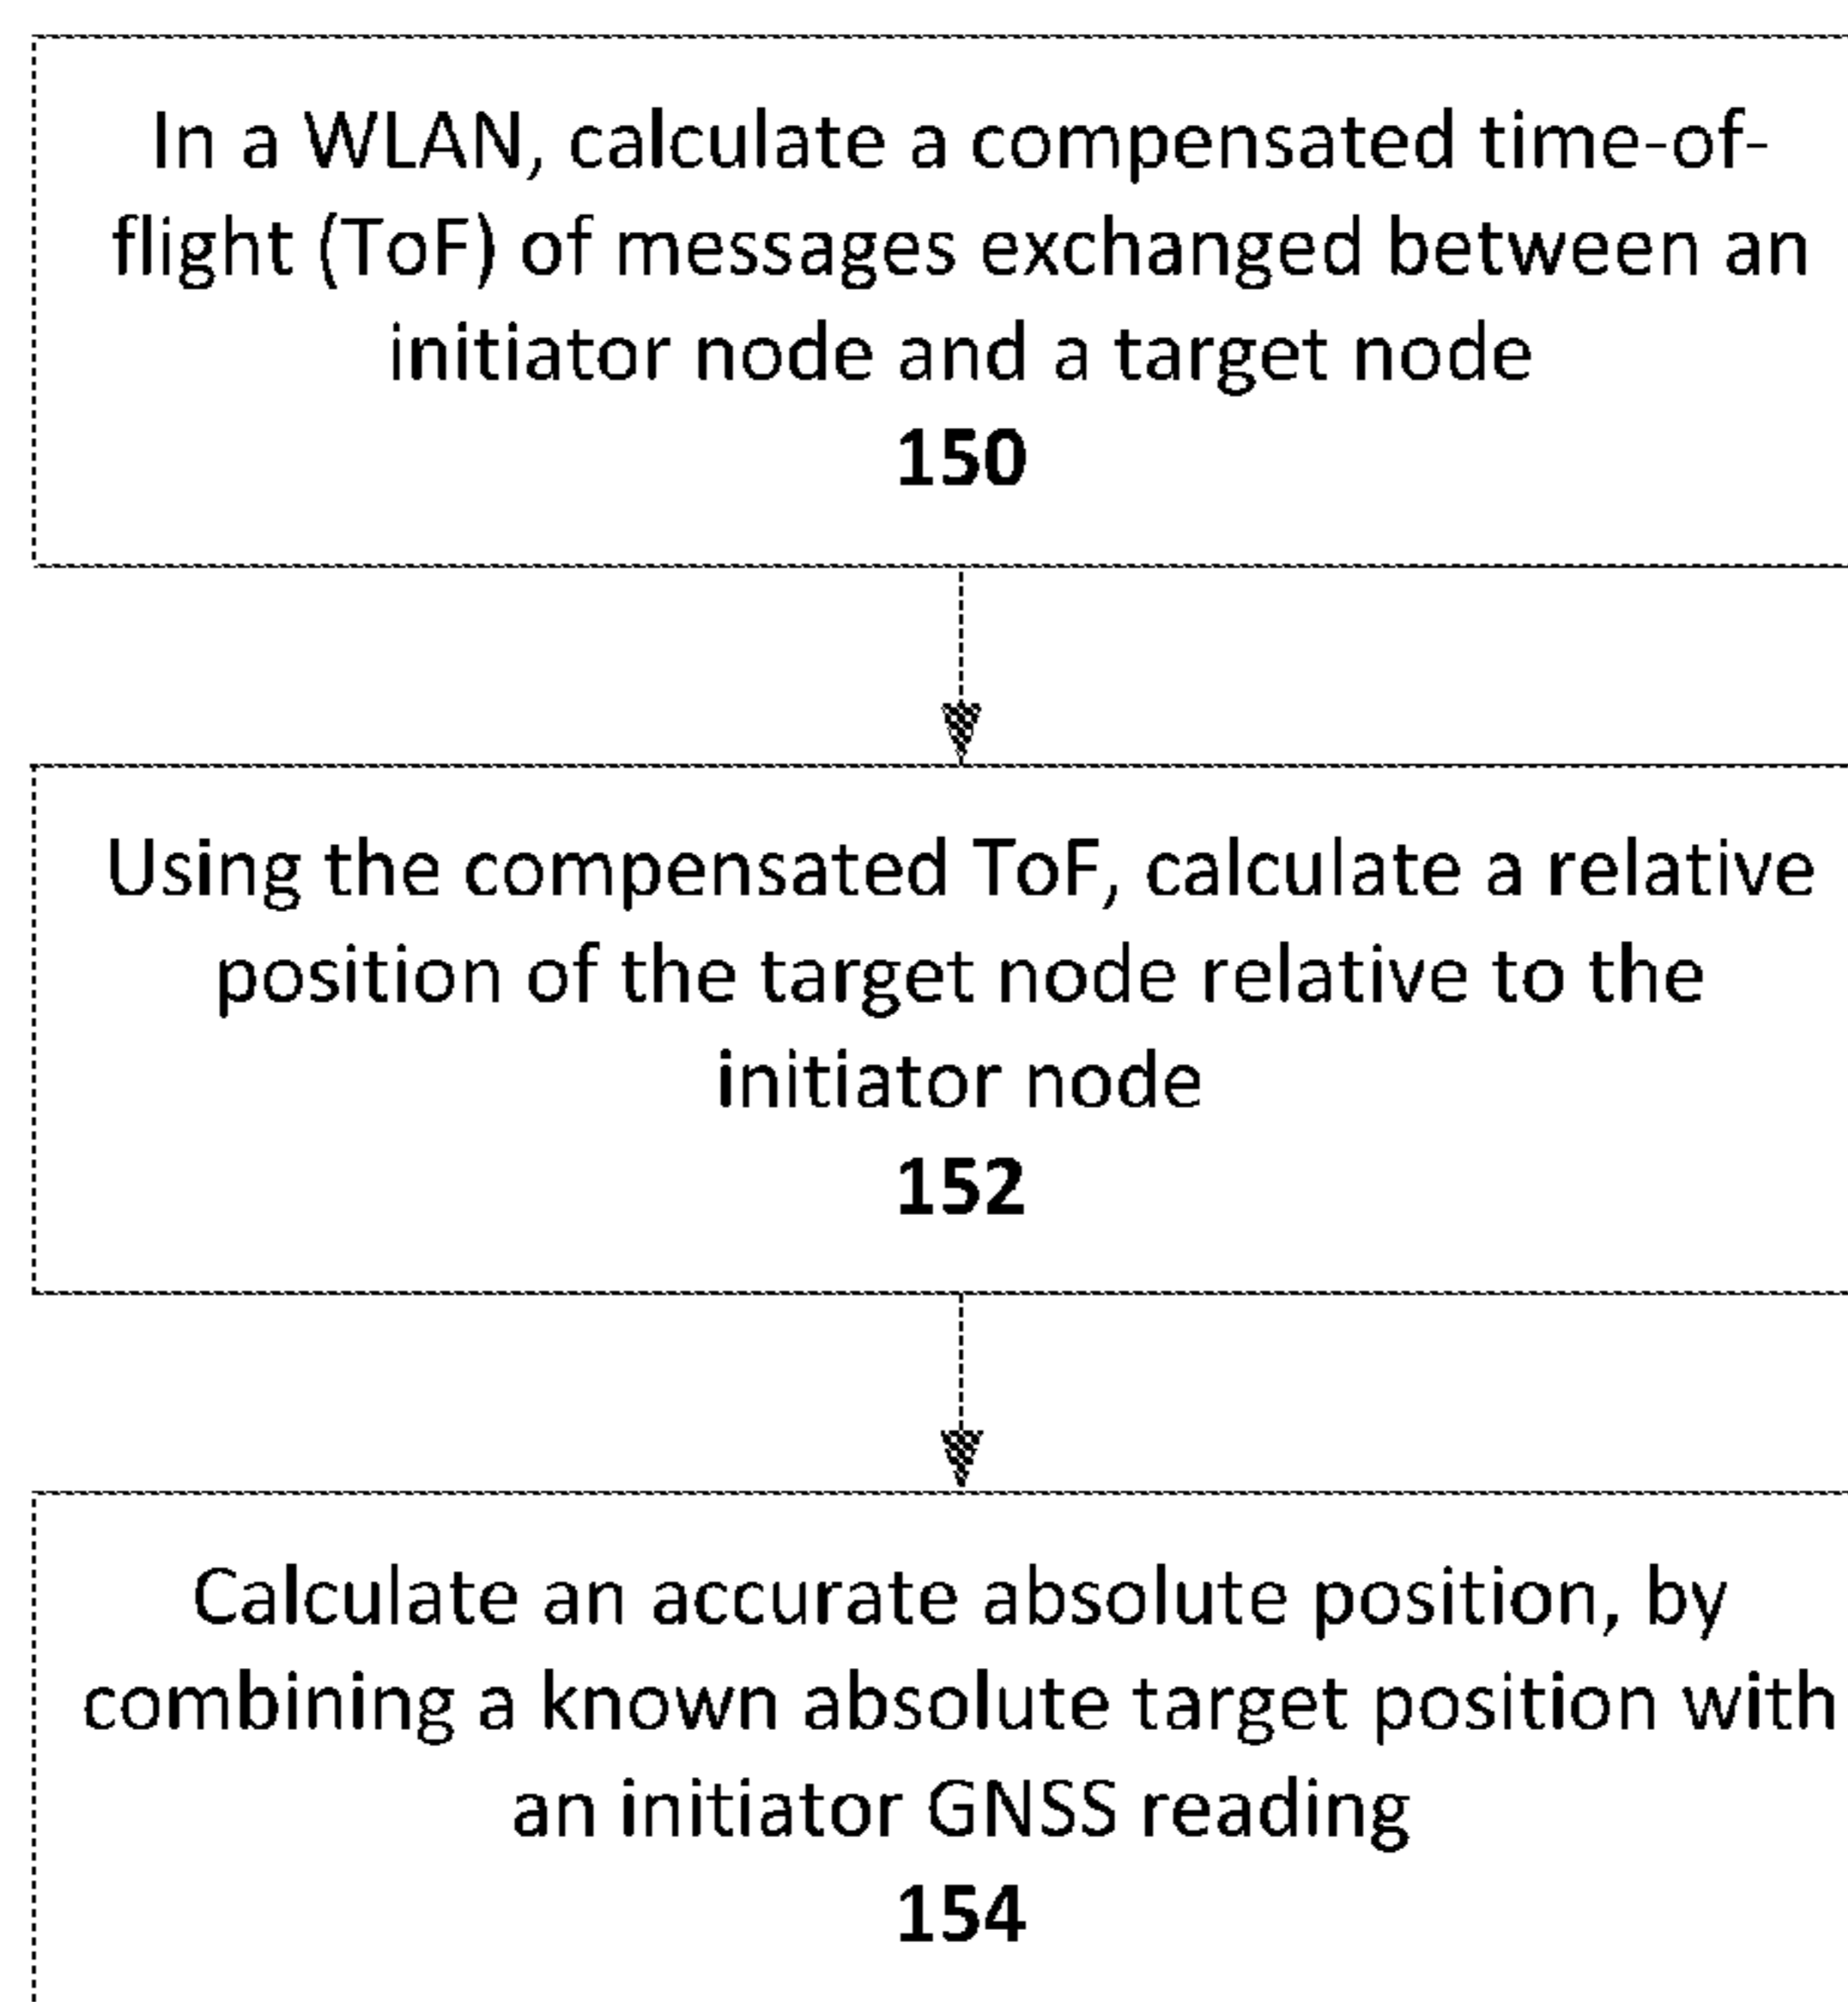 In a WLAN, calculate a compensated time-of-
flight (ToF) of messages exchanged between an
initiator node and a target node
150
Using the compensated ToF, calculate a relative
position of the target node relative to the
initiator node
152
Calculate an accurate absolute position, by
combining a known absolute target position with
an initiator GNSS reading
154